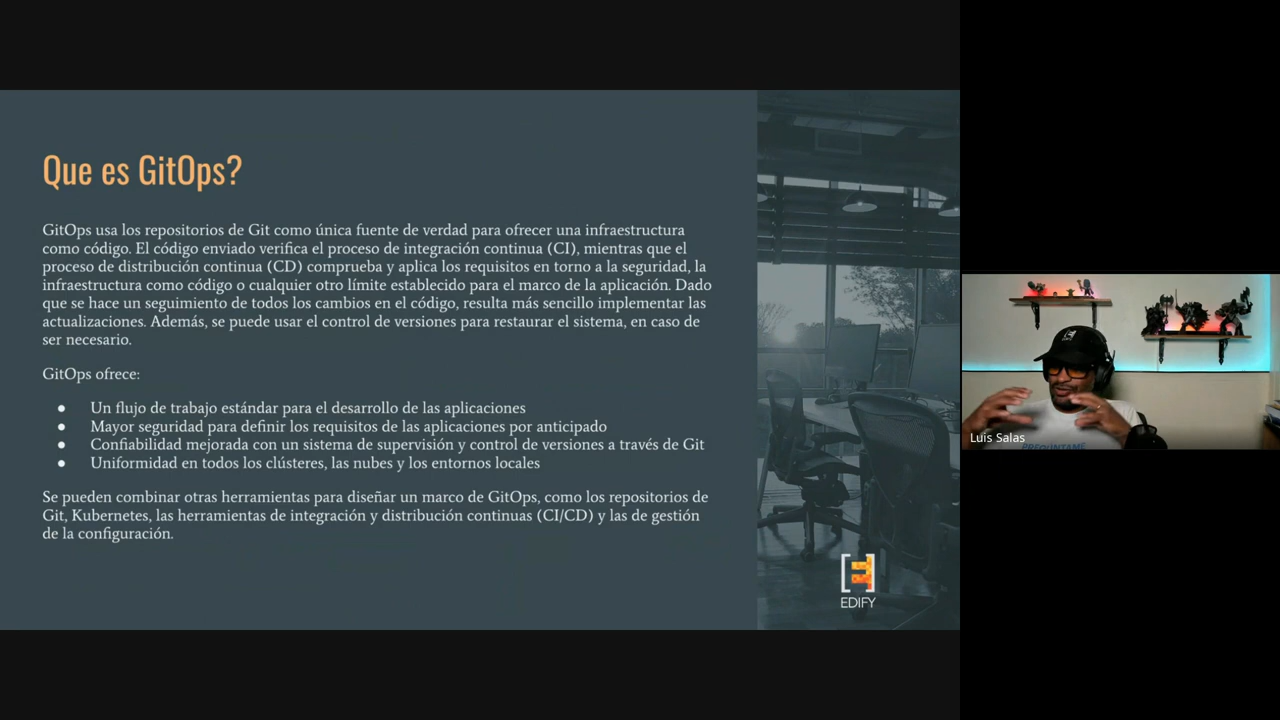 Que es GitOps?
GitOps usa los repositorios de Git como única fuente de verdad para ofrecer una infraestructura
como código. El código enviado verifica el proceso de integración continua (CI), mientras que el
proceso de distribución continua (CD) comprueba y aplica los requisitos en torno a la seguridad, la
infraestructura como código o cualquier otro límite establecido para el marco de la aplicación. Dado
que se hace un seguimiento de todos los cambios en el código, resulta más sencillo implementar las
actualizaciones. Además, se puede usar el control de versiones para restaurar el sistema, en caso de
ser necesario.
GitOps ofrece:
● Un flujo de trabajo estándar para el desarrollo de las aplicaciones
● Mayor seguridad para definir los requisitos de las aplicaciones por anticipado
● Confiabilidad mejorada con un sistema de supervisión y control de versiones a través de Git
● Uniformidad en todos los clústeres, las nubes y los entornos locales
Se pueden combinar otras herramientas para diseñar un marco de GitOps, como los repositorios de
Git, Kubernetes, las herramientas de integración y distribución continuas (CI/CD) y las de gestión
de la configuración.
EDIFY
Luis Salas
PREGÚNTAME